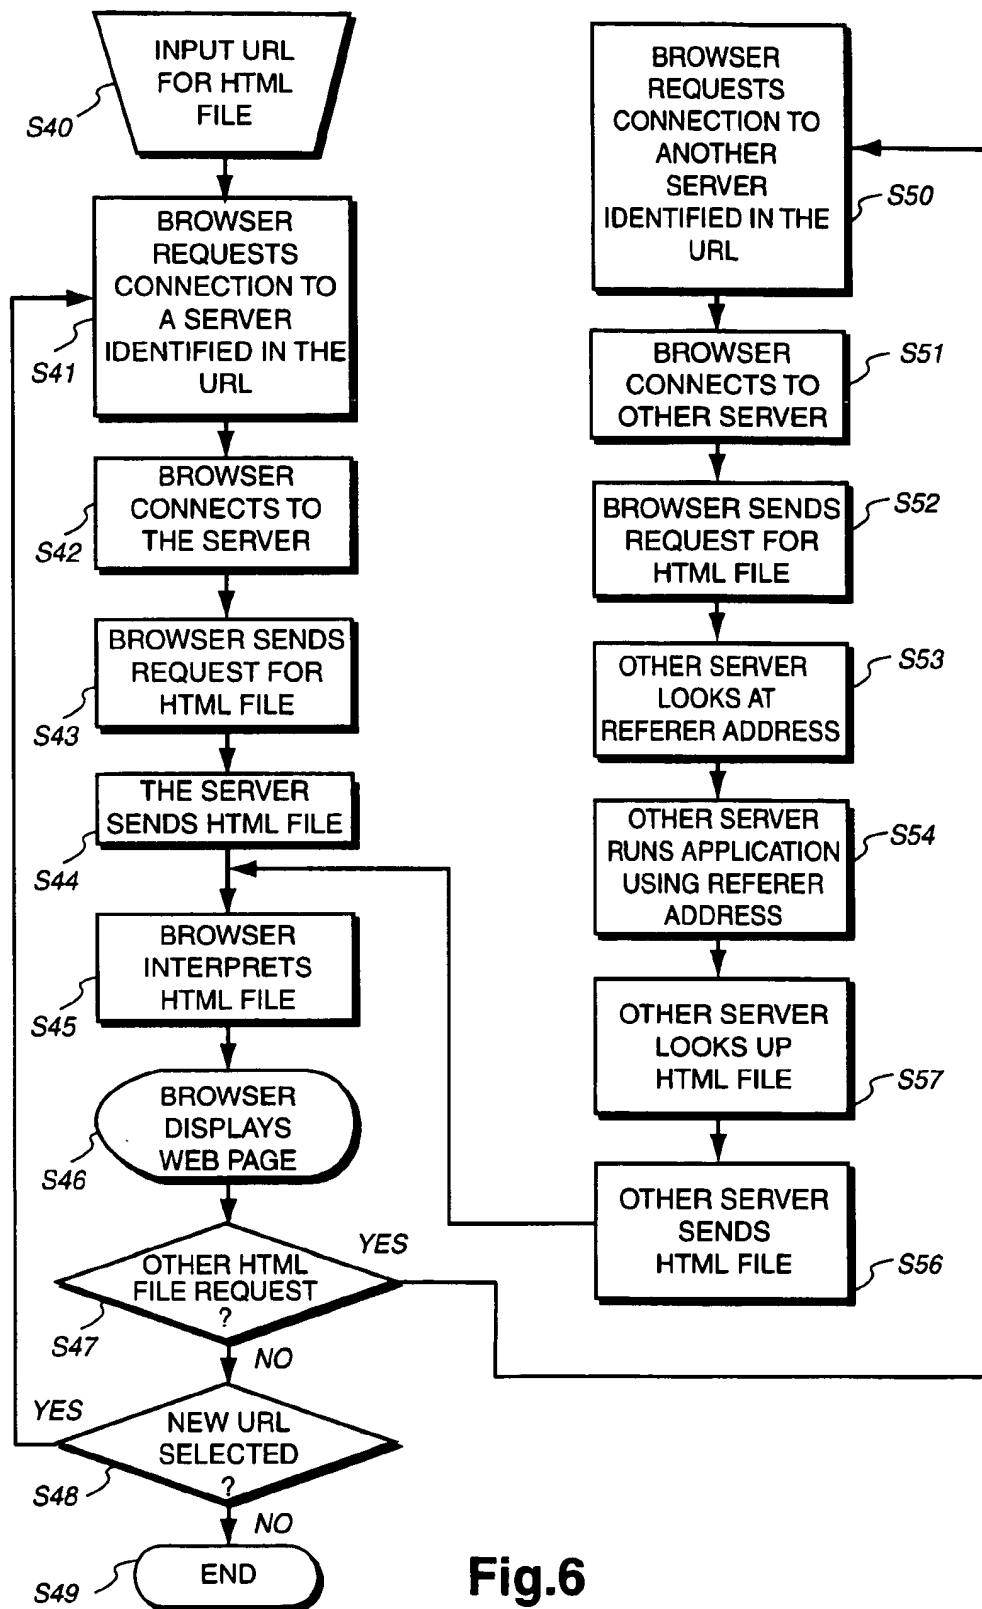 INPUT URL
FOR HTML
FILE
S40
BROWSER
REQUESTS
CONNECTION TO
A SERVER
IDENTIFIED IN THE
URL
S41
BROWSER
CONNECTS TO
THE SERVER
S42
BROWSER SENDS
REQUEST FOR
HTML FILE
S43
THE SERVER
SENDS HTML FILE
S44
BROWSER
INTERPRETS
HTML FILE
S45
BROWSER
DISPLAYS
WEB PAGE
S46
OTHER HTML
FILE REQUEST
?
YES
S47
NO
YES
NEW URL
SELECTED
?
S48
NO
END
S49
BROWSER
REQUESTS
CONNECTION TO
ANOTHER
SERVER
IDENTIFIED IN THE
URL
S50
BROWSER
CONNECTS TO
OTHER SERVER
S51
BROWSER SENDS
REQUEST FOR
HTML FILE
S52
OTHER SERVER
LOOKS AT
REFERER ADDRESS
S53
OTHER SERVER
RUNS APPLICATION
USING REFERER
ADDRESS
S54
OTHER SERVER
LOOKS UP
HTML FILE
S57
OTHER SERVER
SENDS
HTML FILE
S56
Fig.6